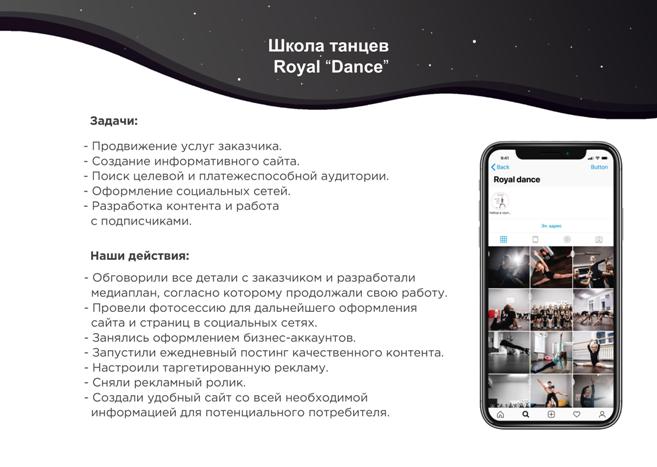 Школа танцев
Royal “Dance”
Задачи:
- Продвижение услуг заказчика.
- Создание информативного сайта.
- Поиск целевой и платежеспособной аудитории.
- Оформление социальных сетей.
- Разработка контента и работа
с подписчиками.
Наши действия:
- Обговорили все детали с заказчиком и разработали
медиаплан, согласно которому продолжали свою работу.
- Провели фотосессию для дальнейшего оформления
сайта и страниц в социальных сетях.
- Занялись оформлением бизнес-аккаунтов.
- Запустили ежедневный постинг качественного контента.
- Настроили таргетированную рекламу.
- Сняли рекламный ролик.
- Создали удобный сайт со всей необходимой
информацией для потенциального потребителя.
9:41
Back
Button
Royal dance
Эл. адрес